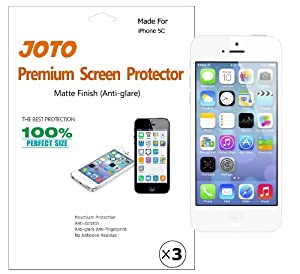 Made For
iPhone 5C
JOTO
Premium Screen Protector
Matte Finish (Anti-glare)
THE BEST PROTECTION
100%
PERFECT SIZE
Maximium Protection
Anti-scratch
Anti-glare Anti-fingerprint
No Adhesive Residue
×3